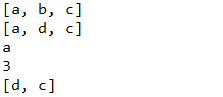 [a, b, c]
[a, d, c]
a
3
[d, c]